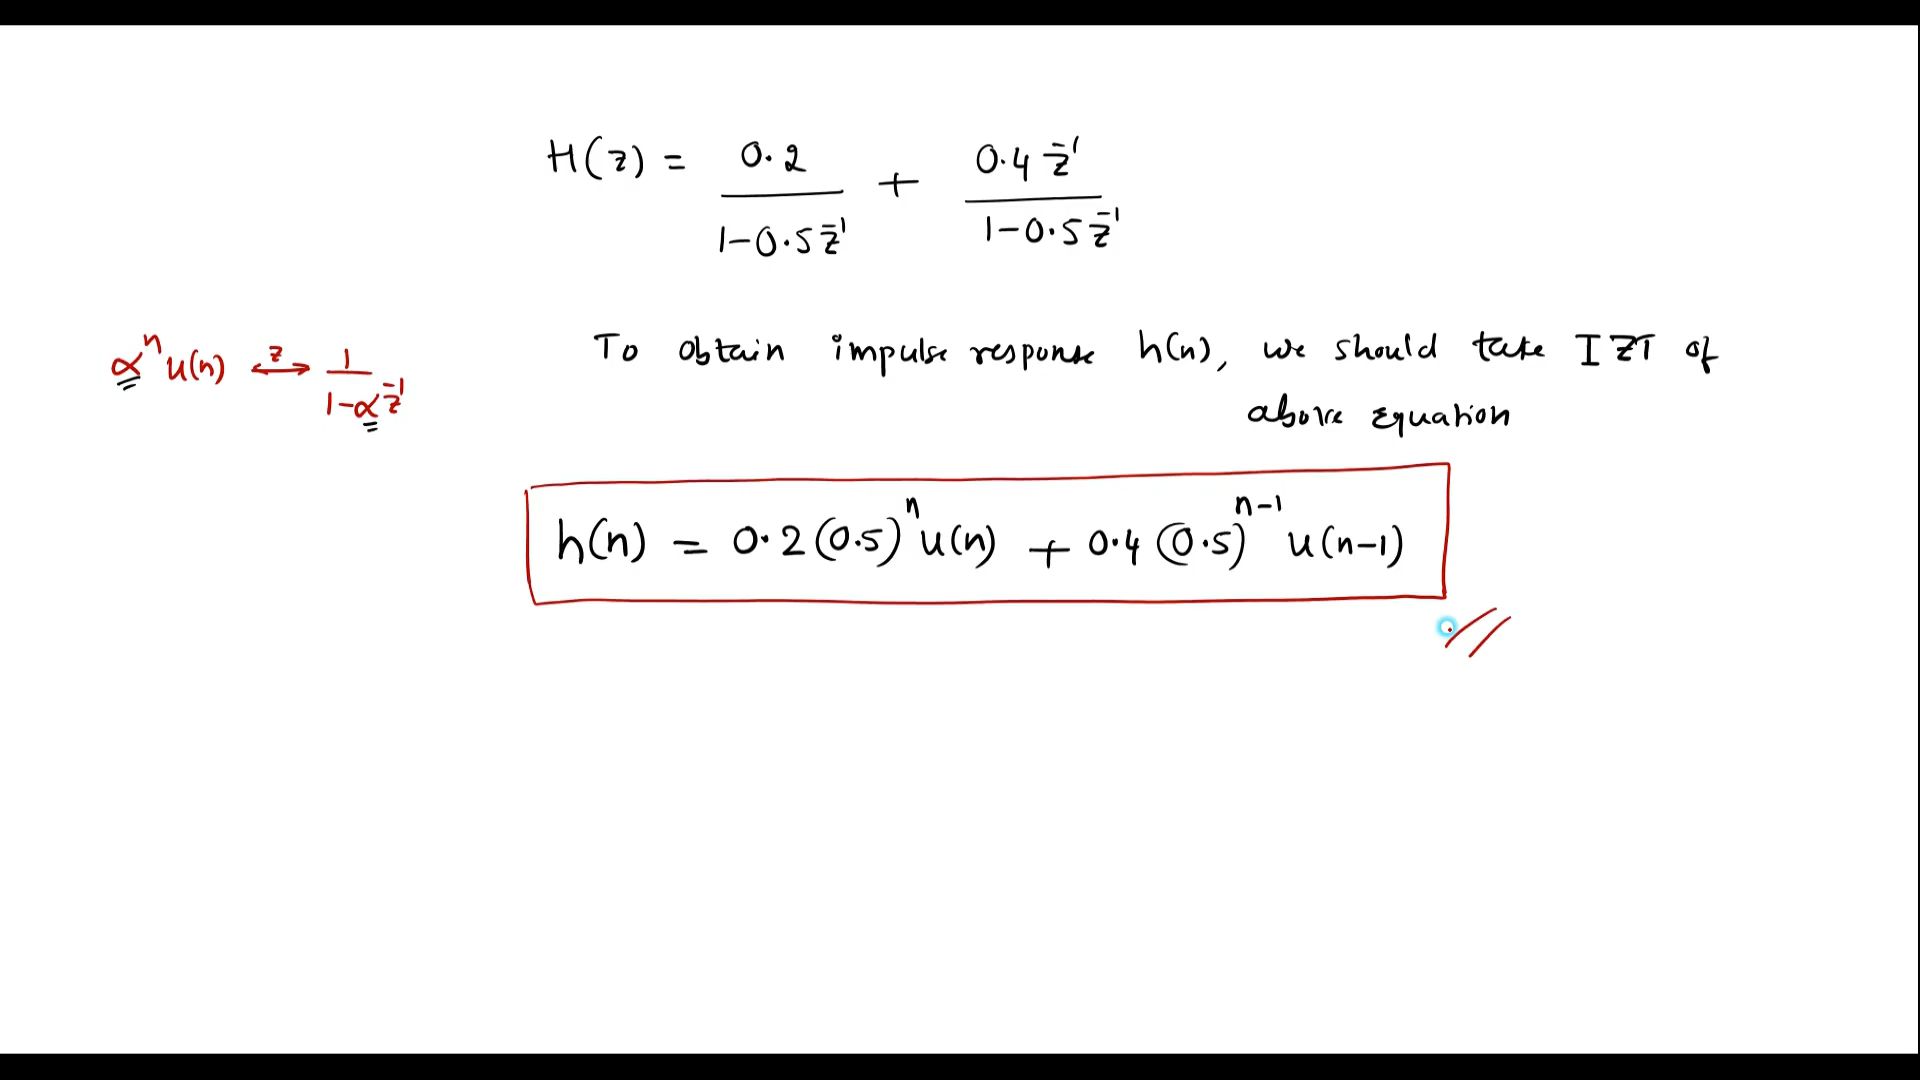 H(z) = 0.2 / (1-0.5z⁻¹) + 0.4z⁻¹ / (1-0.5z⁻¹)
αⁿu(n) ←z→ 1 / (1-αz⁻¹)
To obtain impulse response h(n), we should take IZT of
above equation
h(n) = 0.2(0.5)ⁿu(n) + 0.4(0.5)ⁿ⁻¹ u(n-1)